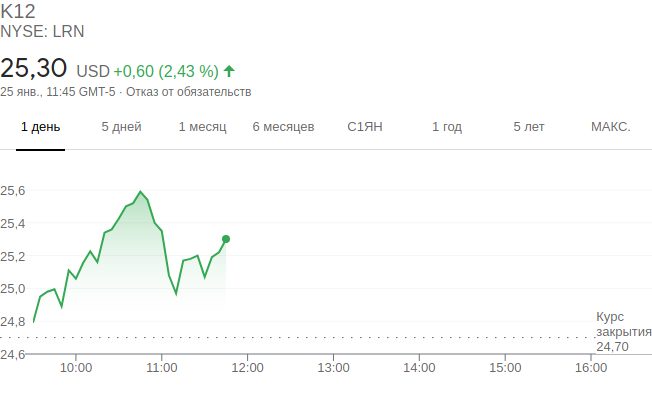 K12
NYSE: LRN
25,30 USD +0,60 (2,43 %)
25 янв., 11:45 GMT-5 · Отказ от обязательств
1 день 5 дней 1 месяц 6 месяцев С1ЯН 1 год 5 лет МАКС.
25,6
25,4
25,2
25,0
24,8
24,6
Курс
закрытия
24,70
10:00 11:00 12:00 13:00 14:00 15:00 16:00